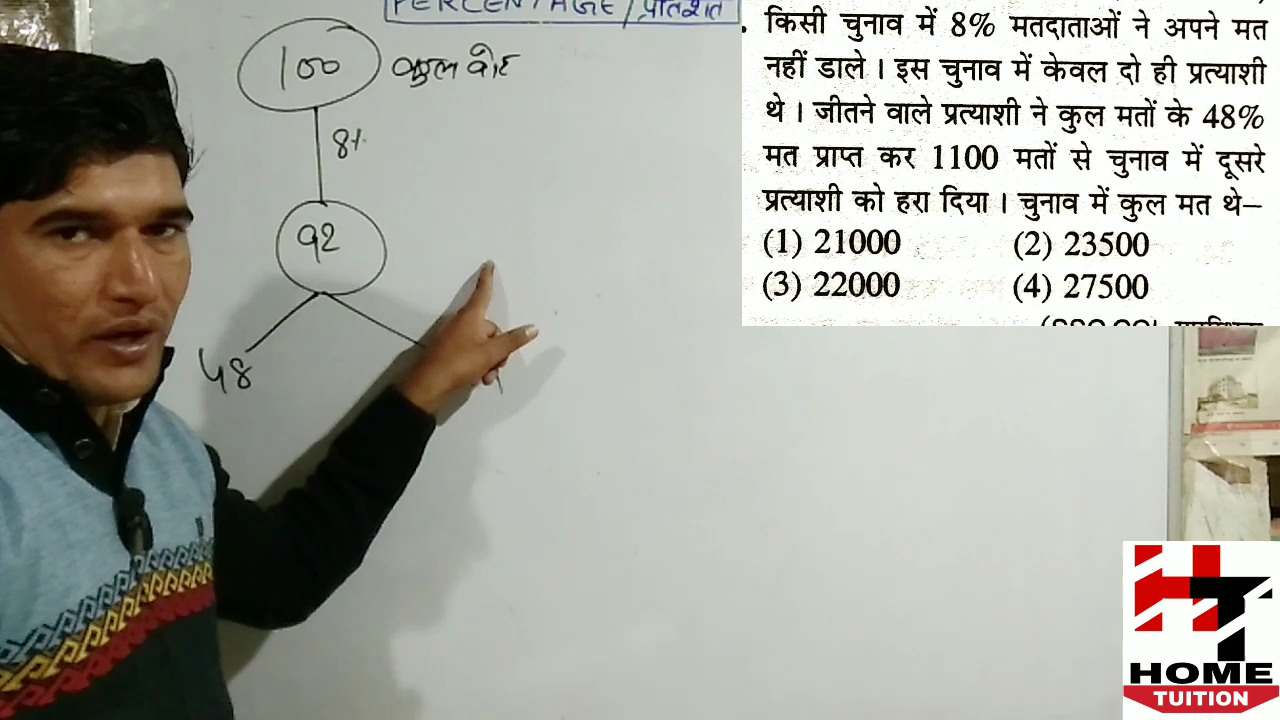 PERCENTAGE/प्रतिशत
100 कुल वोट
8%
92
48
किसी चुनाव में 8% मतदाताओं ने अपने मत
नहीं डाले । इस चुनाव में केवल दो ही प्रत्याशी
थे । जीतने वाले प्रत्याशी ने कुल मतों के 48%
मत प्राप्त कर 1100 मतों से चुनाव में दूसरे
प्रत्याशी को हरा दिया । चुनाव में कुल मत थे–
(1) 21000 (2) 23500
(3) 22000 (4) 27500
HT
HOME
TUITION